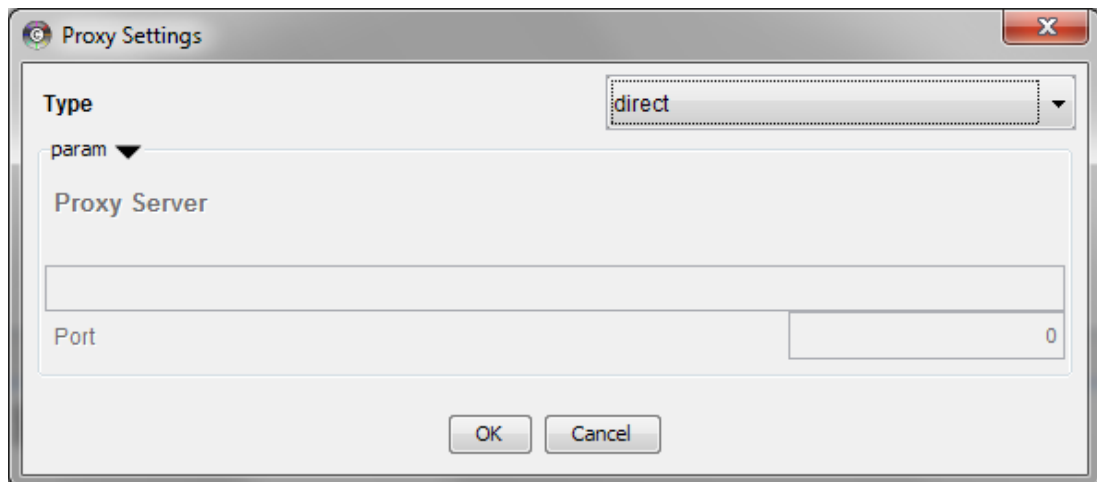 Proxy Settings
Type
direct
param
Proxy Server
Port
0
OK
Cancel